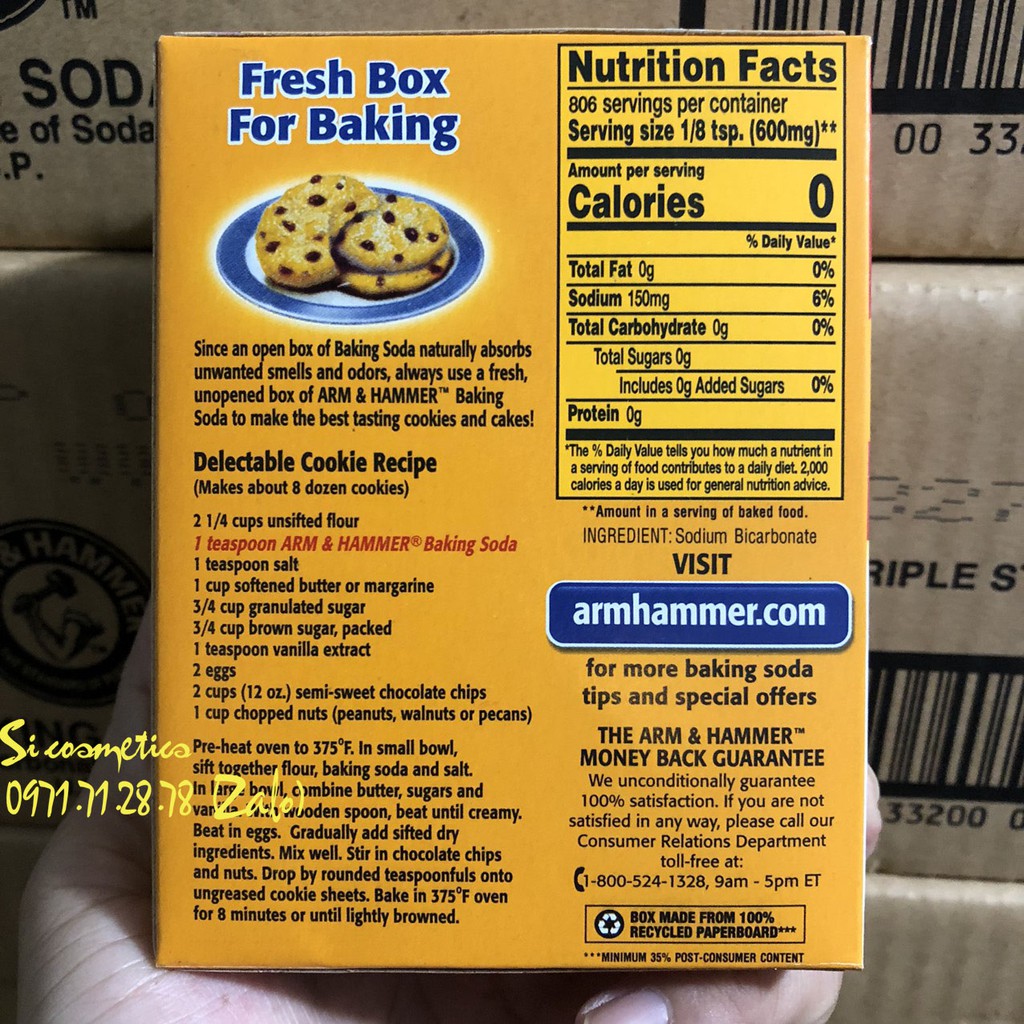 TM
SODA
e of Soda
.P.
00 33
& HAMMER
RIPLE S
33200 0
Fresh Box
For Baking
Since an open box of Baking Soda naturally absorbs
unwanted smells and odors, always use a fresh,
unopened box of ARM & HAMMER™ Baking
Soda to make the best tasting cookies and cakes!
Delectable Cookie Recipe
(Makes about 8 dozen cookies)
2 1/4 cups unsifted flour
1 teaspoon ARM & HAMMER® Baking Soda
1 teaspoon salt
1 cup softened butter or margarine
3/4 cup granulated sugar
3/4 cup brown sugar, packed
1 teaspoon vanilla extract
2 eggs
2 cups (12 oz.) semi-sweet chocolate chips
1 cup chopped nuts (peanuts, walnuts or pecans)
Pre-heat oven to 375°F. In small bowl,
sift together flour, baking soda and salt.
In large bowl, combine butter, sugars and
wooden spoon, beat until creamy.
Beat in eggs. Gradually add sifted dry
ingredients. Mix well. Stir in chocolate chips
and nuts. Drop by rounded teaspoonfuls onto
ungreased cookie sheets. Bake in 375°F oven
for 8 minutes or until lightly browned.
Si cosmetics
0971.71.28.78 (Zalo)
Nutrition Facts
806 servings per container
Serving size 1/8 tsp. (600mg)**
Amount per serving
Calories 0
% Daily Value*
Total Fat 0g 0%
Sodium 150mg 6%
Total Carbohydrate 0g 0%
Total Sugars 0g
Includes 0g Added Sugars 0%
Protein 0g
*The % Daily Value tells you how much a nutrient in
a serving of food contributes to a daily diet. 2,000
calories a day is used for general nutrition advice.
**Amount in a serving of baked food.
INGREDIENT: Sodium Bicarbonate
VISIT
armhammer.com
for more baking soda
tips and special offers
THE ARM & HAMMER™
MONEY BACK GUARANTEE
We unconditionally guarantee
100% satisfaction. If you are not
satisfied in any way, please call our
Consumer Relations Department
toll-free at:
1-800-524-1328, 9am - 5pm ET
BOX MADE FROM 100%
RECYCLED PAPERBOARD***
***MINIMUM 35% POST-CONSUMER CONTENT